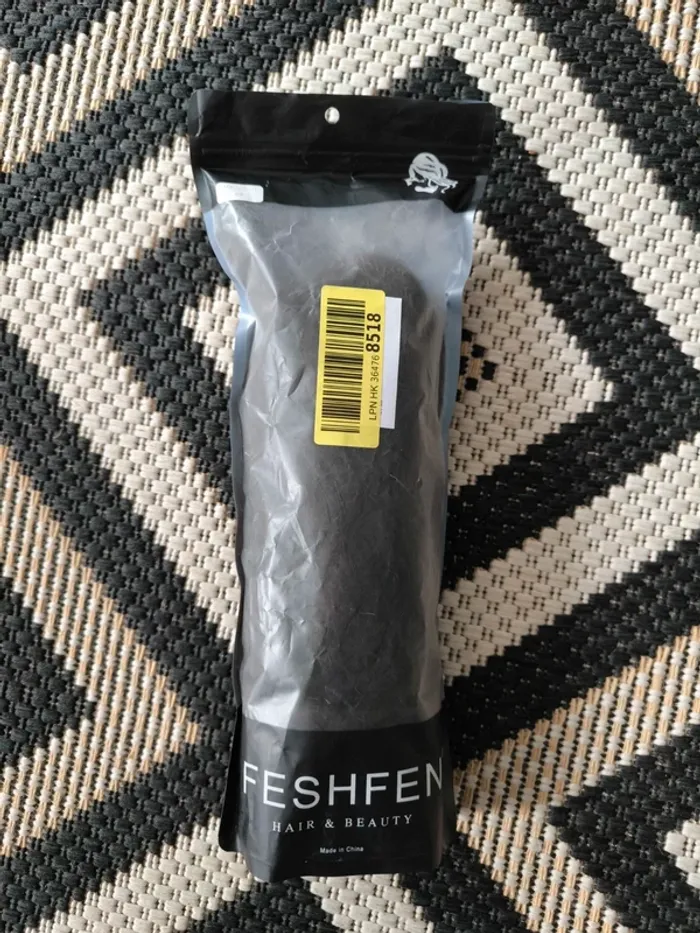 LPN HK 36476 8518
FESHFEN
HAIR & BEAUTY
Made in China